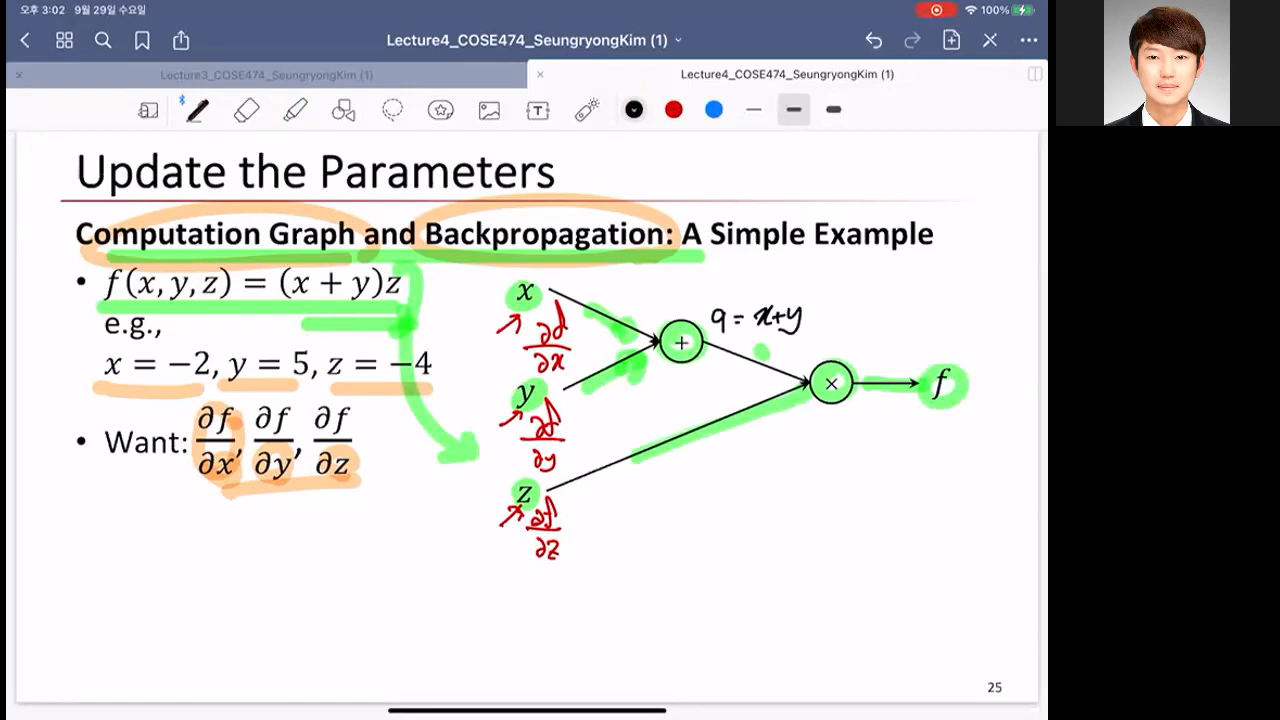 오후 3:02 9월 29일 수요일
100%
Lecture4_COSE474_SeungryongKim (1)
Lecture3_COSE474_SeungryongKim (1)
Lecture4_COSE474_SeungryongKim (1)
T
Update the Parameters
Computation Graph and Backpropagation: A Simple Example
• f(x, y, z) = (x + y)z
e.g.,
x = −2, y = 5, z = −4
• Want: ∂f/∂x, ∂f/∂y, ∂f/∂z
x
∂f/∂x
y
∂f/∂y
z
∂f/∂z
+
q = x+y
×
f
25